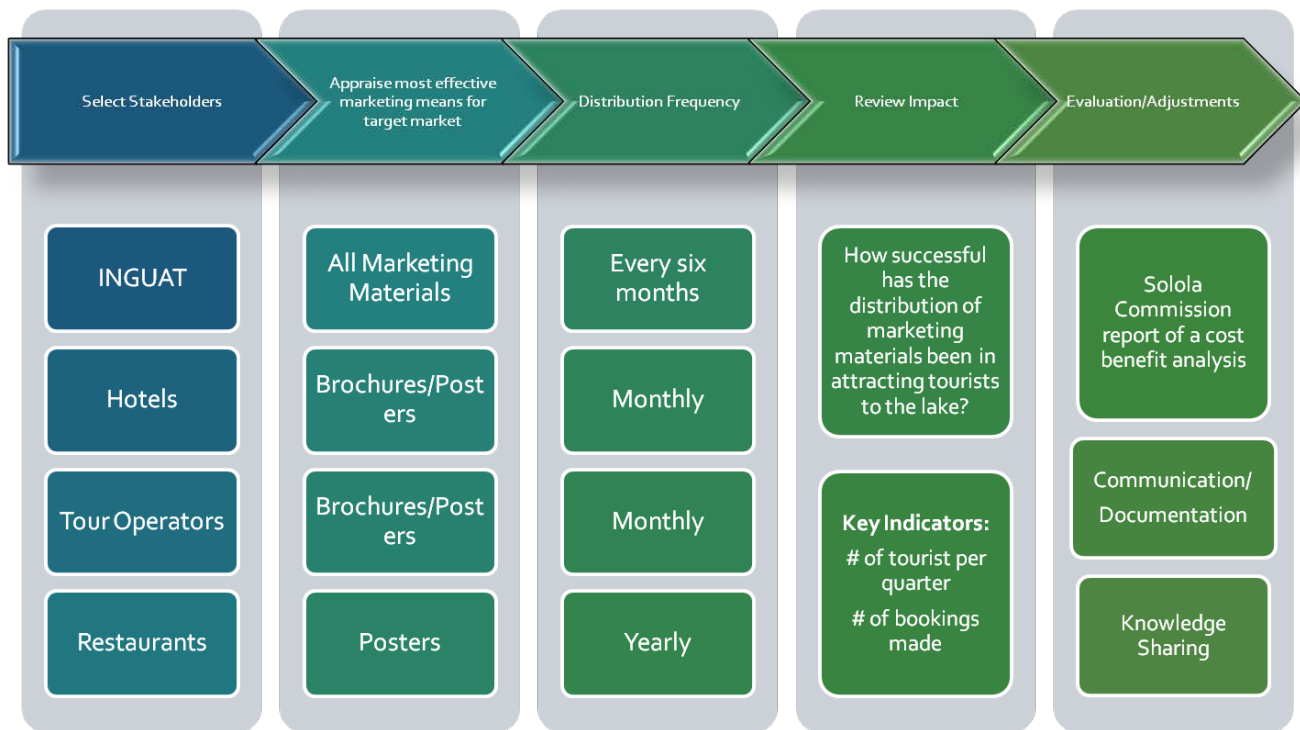 Select Stakeholders
Appraise most effective
marketing means for
target market
Distribution Frequency
Review Impact
Evaluation/Adjustments
INGUAT
Hotels
Tour Operators
Restaurants
All Marketing
Materials
Brochures/Post
ers
Brochures/Post
ers
Posters
Every six
months
Monthly
Monthly
Yearly
How successful
has the
distribution of
marketing
materials been in
attracting tourists
to the lake?
Key Indicators:
# of tourist per
quarter
# of bookings
made
Solola
Commission
report of a cost
benefit analysis
Communication/
Documentation
Knowledge
Sharing